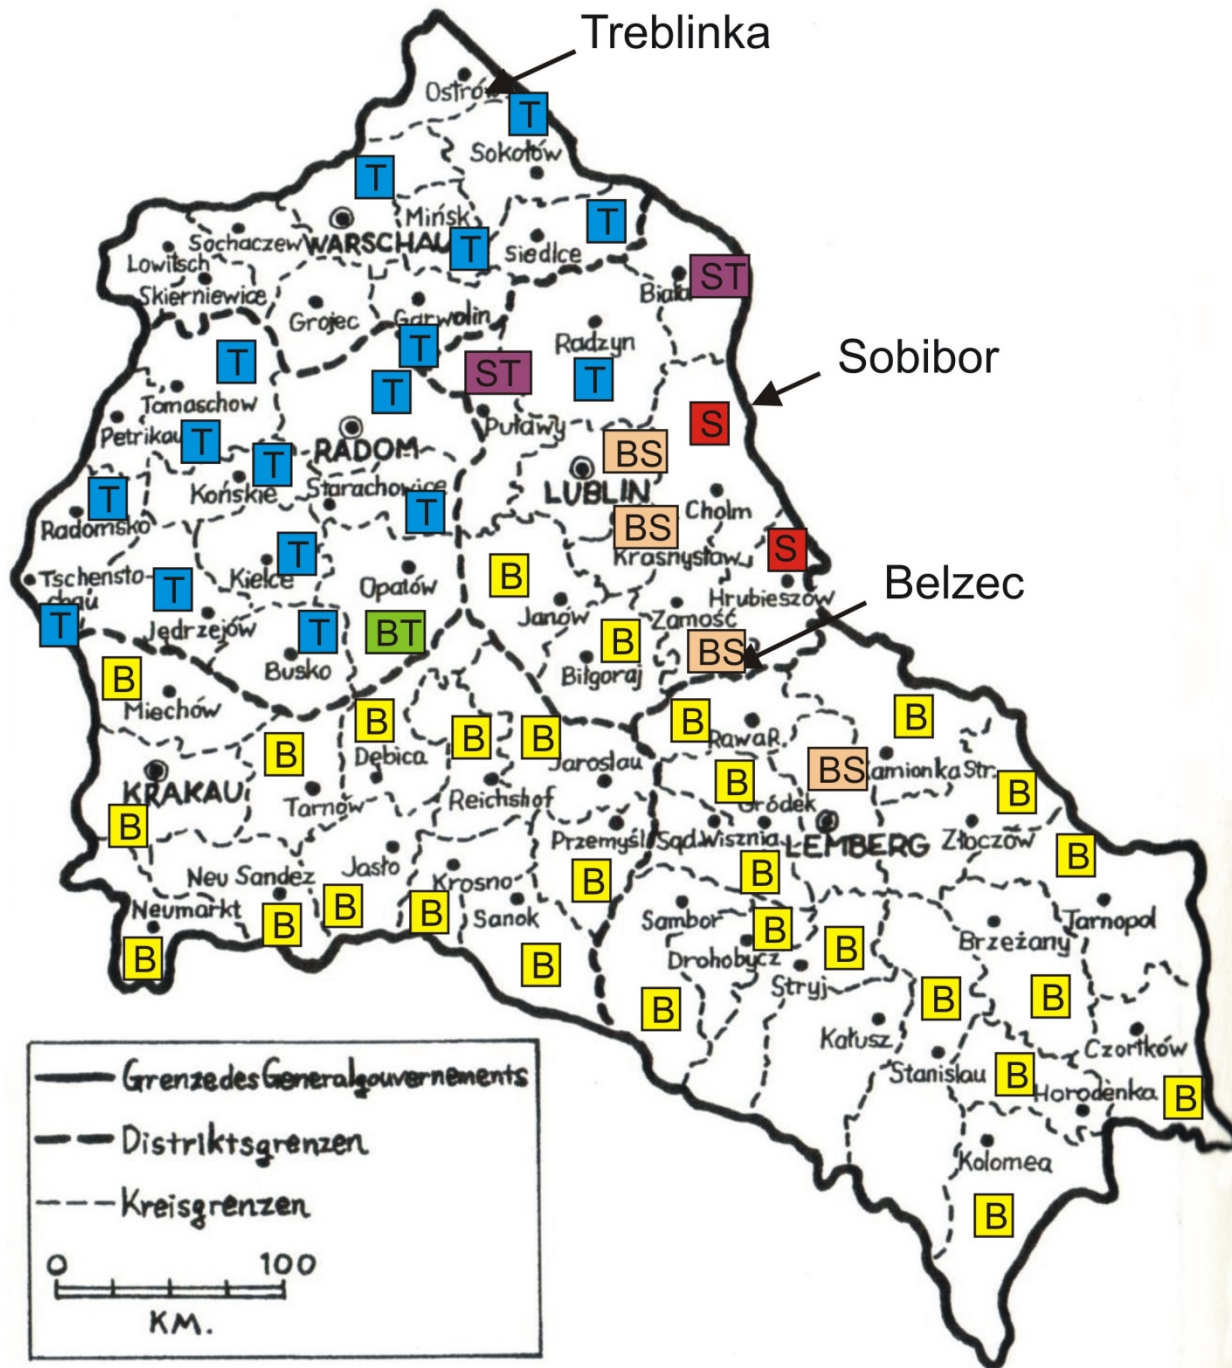 Treblinka
Ostrów
T
Sokołów
T
Mińsk
T
Sochaczew
WARSCHAU
T
Siedlce
Lowitsch
Skierniewice
Biała
ST
Grojec
Garwolin
T
Radzyn
T
Sobibor
T
ST
T
T
Tomaschow
Puławy
S
Petrikau
T
RADOM
BS
Końskie
T
Starachowice
LUBLIN
T
Radomsko
T
Cholm
BS
Krasnystaw
S
Tschensto-
chau
Kielce
T
Opatów
B
Belzec
T
Jędrzejów
Janów
Zamość
Hrubieszów
T
T
BT
B
BS
Busko
Biłgoraj
B
Miechów
B
B
B
B
B
Rawa R.
B
Dębica
Jaroslau
BS
Kamionka Str.
KRAKAU
Tarnów
Reichshof
B
Gródek
B
B
Przemyśl
Sąd.Wisznia
LEMBERG
Złoczów
B
Jasło
Neu Sandez
Krosno
B
B
Neumarkt
B
B
B
Sanok
Sambor
B
Brzeżany
Tarnopol
B
B
Drohobycz
B
Stryj
B
B
B
Kałusz
Czortków
Stanislau
B
Horodenka
B
Kolomea
B
Grenze des Generalgouvernements
Distriktsgrenzen
Kreisgrenzen
0 100
KM.